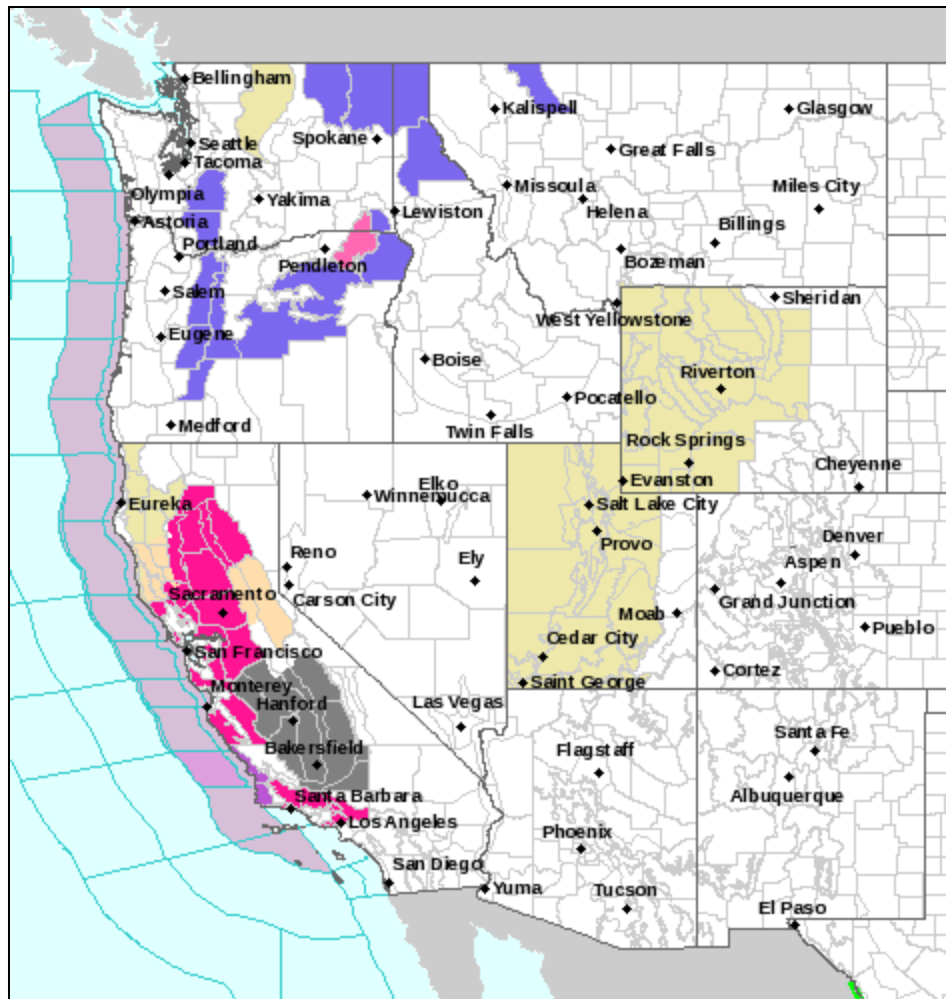 Bellingham
Kalispell
Glasgow
Spokane
Seattle
Great Falls
Tacoma
Missoula
Miles City
Olympia
Yakima
Helena
Lewiston
Astoria
Billings
Portland
Bozeman
Pendleton
Salem
Sheridan
West Yellowstone
Eugene
Boise
Riverton
Pocatello
Medford
Twin Falls
Rock Springs
Cheyenne
Evanston
Elko
Winnemucca
Eureka
Salt Lake City
Provo
Denver
Reno
Ely
Aspen
Sacramento
Carson City
Grand Junction
Moab
Pueblo
Cedar City
San Francisco
Cortez
Saint George
Monterey
Hanford
Las Vegas
Santa Fe
Bakersfield
Flagstaff
Albuquerque
Santa Barbara
Los Angeles
Phoenix
San Diego
Yuma
Tucson
El Paso